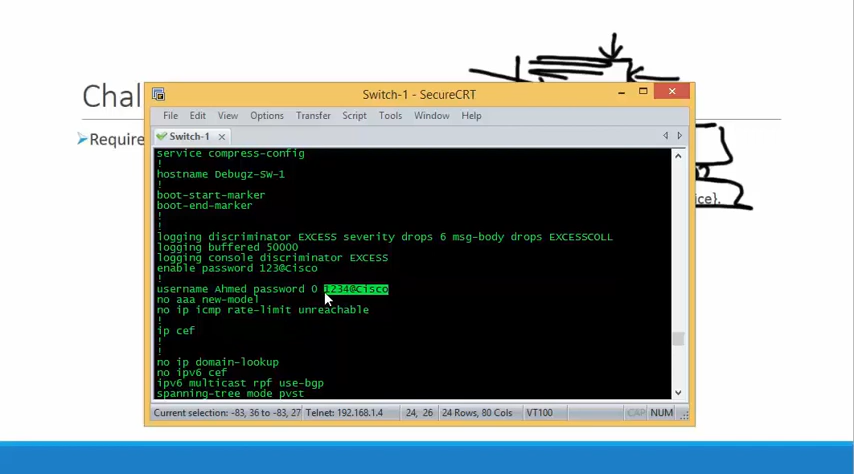 Chal
Require
Switch-1 - SecureCRT
File Edit View Options Transfer Script Tools Window Help
Switch-1
service compress-config
!
hostname Debugz-SW-1
!
boot-start-marker
boot-end-marker
!
!
logging discriminator EXCESS severity drops 6 msg-body drops EXCESSCOLL
logging buffered 50000
logging console discriminator EXCESS
enable password 123@cisco
!
username Ahmed password 0 1234@cisco
no aaa new-model
no ip icmp rate-limit unreachable
!
ip cef
!
!
no ip domain-lookup
no ipv6 cef
ipv6 multicast rpf use-bgp
spanning-tree mode pvst
ice}.
Current selection: -83, 36 to -83, 27 Telnet: 192.168.1.4 24, 26 24 Rows, 80 Cols VT100 CAP NUM